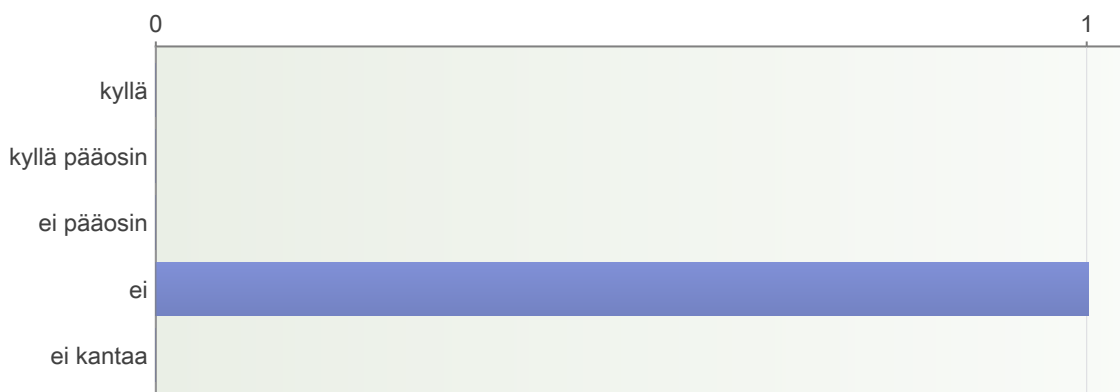 0 1
kyllä
kyllä pääosin
ei pääosin
ei
ei kantaa